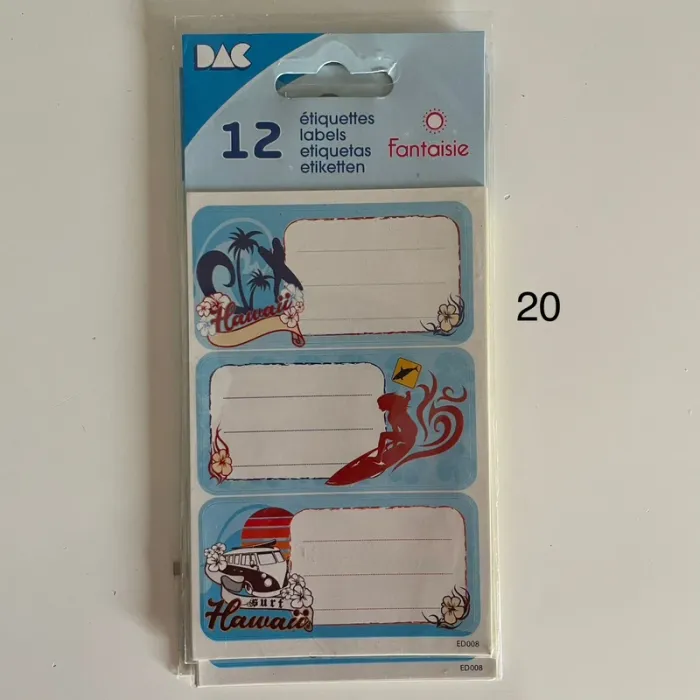 DAC
12
étiquettes
labels
etiquetas
etiketten
Fantaisie
Hawaii
20
surf
Hawaii
ED008
ED008